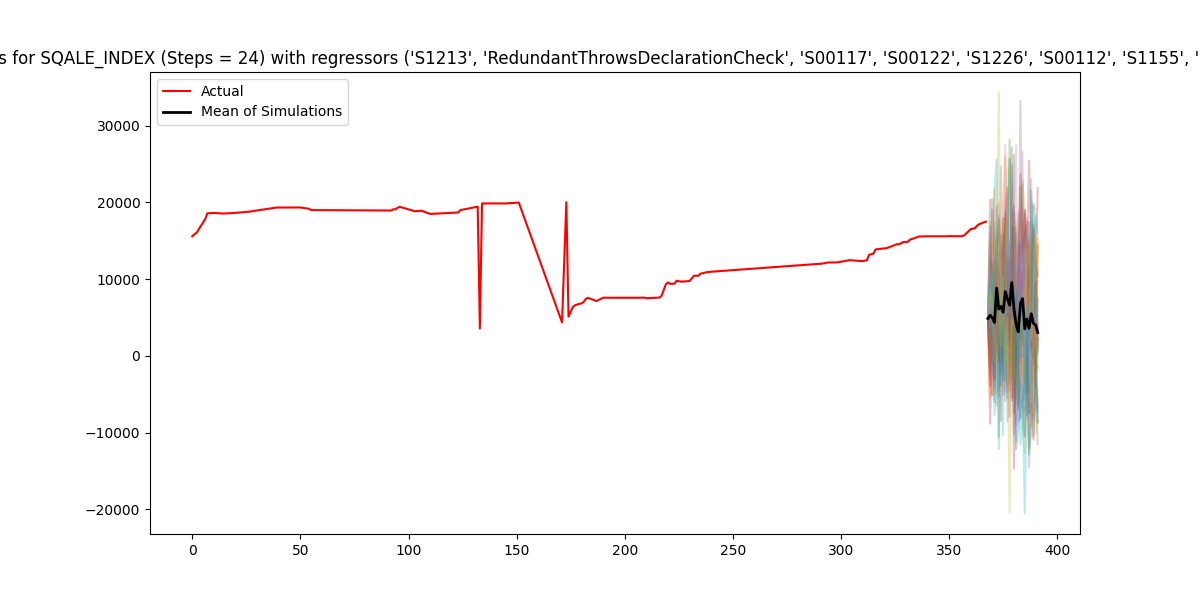 s for SQALE_INDEX (Steps = 24) with regressors ('S1213', 'RedundantThrowsDeclarationCheck', 'S00117', 'S00122', 'S1226', 'S00112', 'S1155', '
Actual
Mean of Simulations
30000
20000
10000
0
−10000
−20000
0 50 100 150 200 250 300 350 400